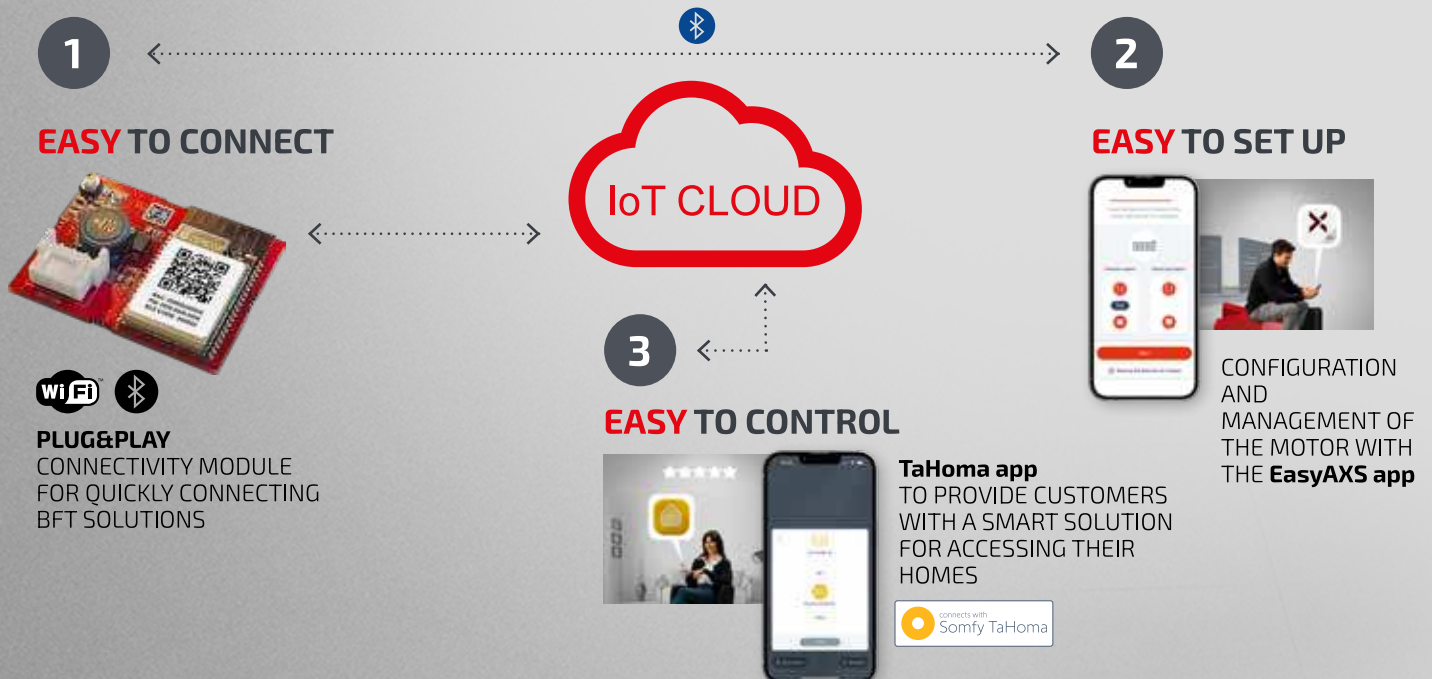 1
2
EASY TO CONNECT
IoT CLOUD
EASY TO SET UP
WiFi
PLUG&PLAY
CONNECTIVITY MODULE
FOR QUICKLY CONNECTING
BFT SOLUTIONS
3
EASY TO CONTROL
TaHoma app
TO PROVIDE CUSTOMERS
WITH A SMART SOLUTION
FOR ACCESSING THEIR
HOMES
connects with
Somfy TaHoma
CONFIGURATION
AND
MANAGEMENT OF
THE MOTOR WITH
THE EasyAXS app